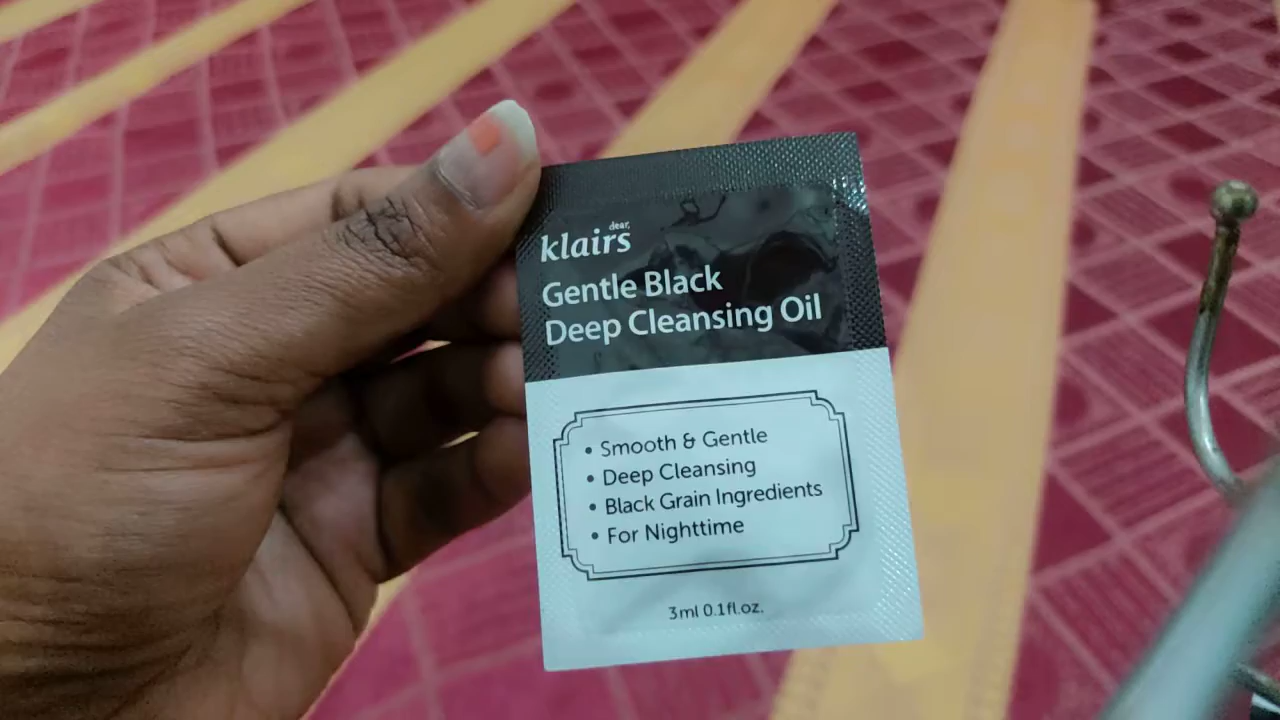 dear,
klairs
Gentle Black
Deep Cleansing Oil
• Smooth & Gentle
• Deep Cleansing
• Black Grain Ingredients
• For Nighttime
3ml 0.1fl.oz.